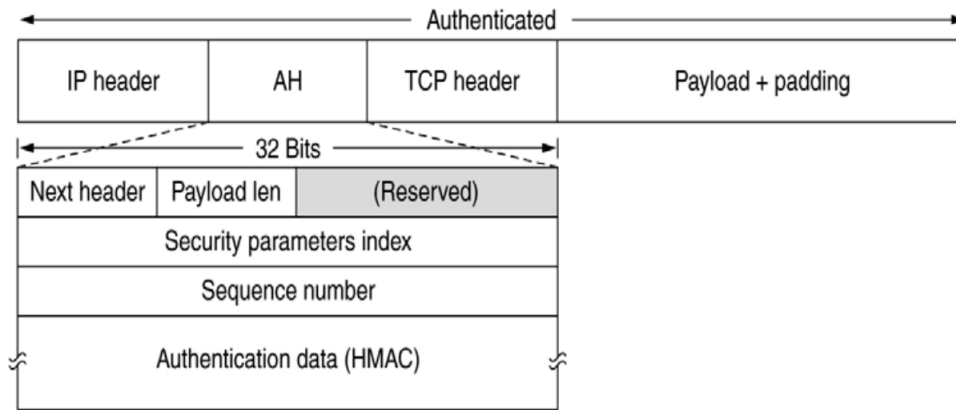 Authenticated
IP header AH TCP header Payload + padding
32 Bits
Next header Payload len (Reserved)
Security parameters index
Sequence number
Authentication data (HMAC)